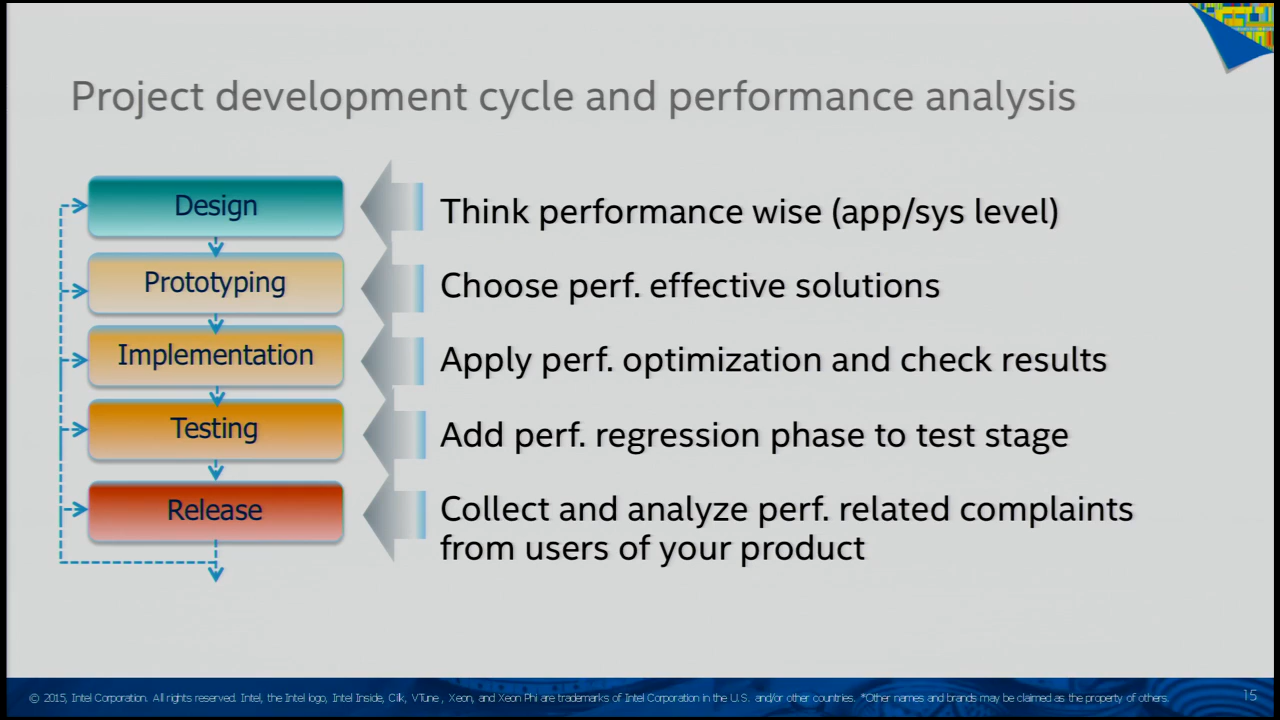 Project development cycle and performance analysis
Design
Think performance wise (app/sys level)
Prototyping
Choose perf. effective solutions
Implementation
Apply perf. optimization and check results
Testing
Add perf. regression phase to test stage
Release
Collect and analyze perf. related complaints
from users of your product
© 2015, Intel Corporation. All rights reserved. Intel, the Intel logo, Intel Inside, Cilk, VTune, Xeon, and Xeon Phi are trademarks of Intel Corporation in the U.S. and/or other countries. *Other names and brands may be claimed as the property of others.
15